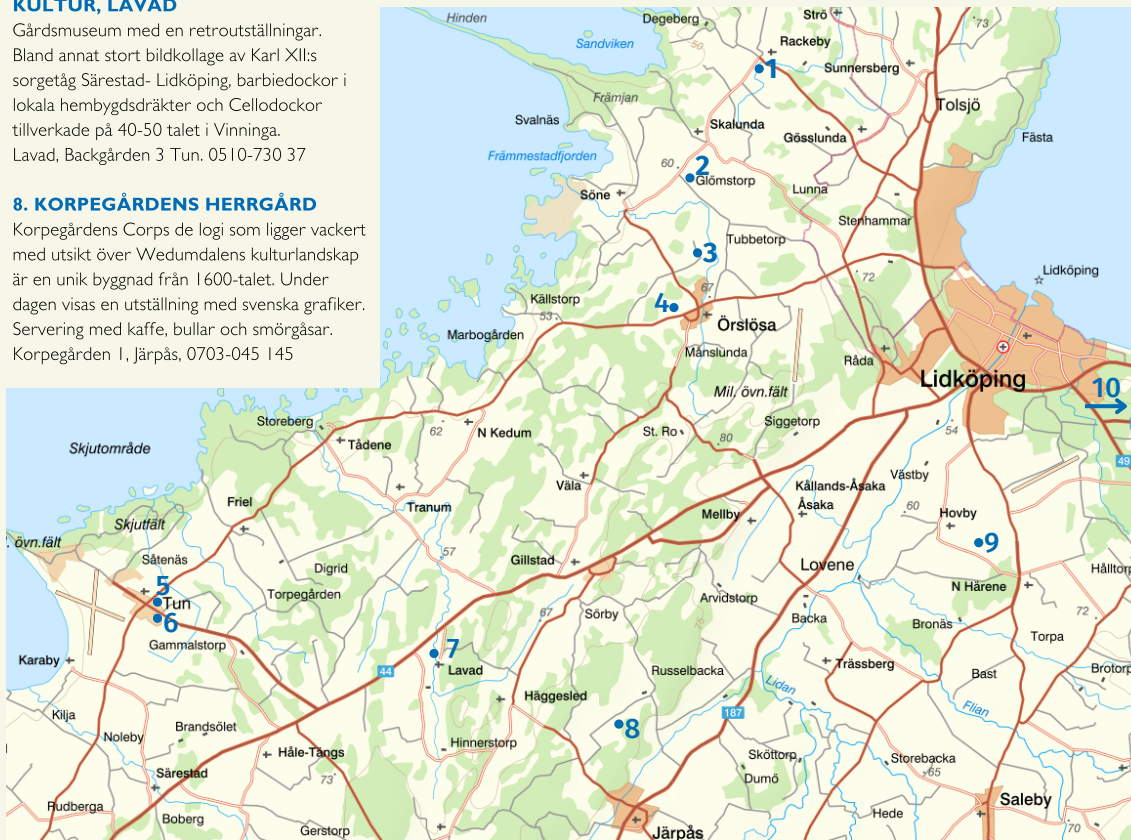 KULTUR, LAVAD
Gårdsmuseum med en retroutställningar.
Bland annat stort bildkollage av Karl XII:s
sorgetåg Särestad- Lidköping, barbiedockor i
lokala hembygdsdräkter och Cellodockor
tillverkade på 40-50 talet i Vinninga.
Lavad, Backgården 3 Tun. 0510-730 37
8. KORPEGÅRDENS HERRGÅRD
Korpegårdens Corps de logi som ligger vackert
med utsikt över Wedumdalens kulturlandskap
är en unik byggnad från 1600-talet. Under
dagen visas en utställning med svenska grafiker.
Servering med kaffe, bullar och smörgåsar.
Korpegården 1, Järpås, 0703-045 145
Hinden
Degeberg
Strö
73
Sandviken
50
Rackeby
1
Sunnersberg
Främjan
Tolsjö
Svalnäs
Skalunda
Gösslunda
Fästa
Främmestadfjorden
60
2
Glömstorp
Lunna
Söne
Stenhammar
Tubbetorp
3
72
Lidköping
67
Källstorp
4
53
Örslösa
Marbogården
Månslunda
Råda
Lidköping
Mil. övn.fält
10
Storeberg
62
N Kedum
St. Ro
80
Siggetorp
54
Skjutområde
Tådene
49
Väla
Västby
Kållands-Åsaka
Friel
Tranum
Åsaka
60
Mellby
Hovby
Skjutfält
. övn.fält
57
9
Såtenäs
Gillstad
Digrid
Lovene
Hålltorp
5
Torpegården
N Härene
Tun
Arvidstorp
6
67
Sörby
Backa
72
Bronäs
75
Gammalstorp
Torpa
7
Karaby
44
Lavad
Russelbacka
Trässberg
Brotorp
Bast
Lidan
Häggesled
Kilja
187
Flian
8
Brandsölet
Noleby
Hinnerstorp
Håle-Tängs
Sköttorp
Storebacka
65
Särestad
73
Dumö
Rudberga
Saleby
Boberg
Hede
Gerstorp
Järpås
70